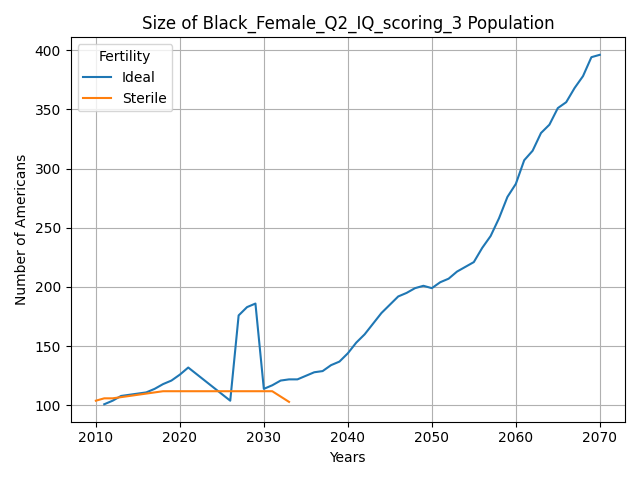 Size of Black_Female_Q2_IQ_scoring_3 Population
Fertility
Ideal
Sterile
Number of Americans
400
350
300
250
200
150
100
2010 2020 2030 2040 2050 2060 2070
Years